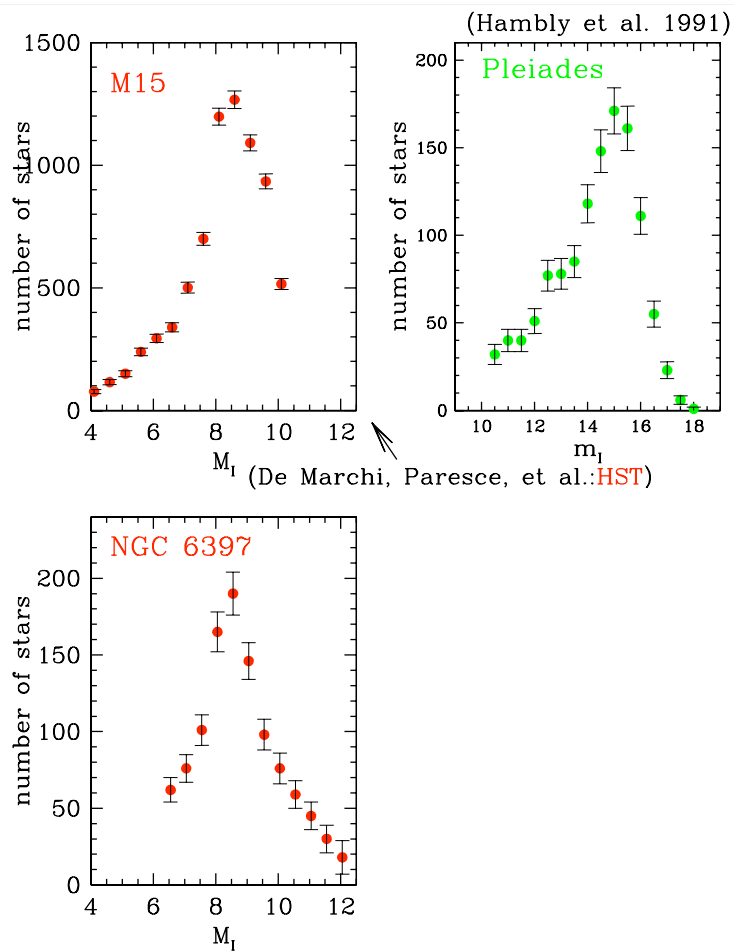 (Hambly et al. 1991)
1500
1000
500
0
number of stars
M15
4 6 8 10 12
M_I
200
150
100
50
0
number of stars
Pleiades
10 12 14 16 18
m_I
(De Marchi, Paresce, et al.:HST)
200
150
100
50
0
number of stars
NGC 6397
4 6 8 10 12
M_I